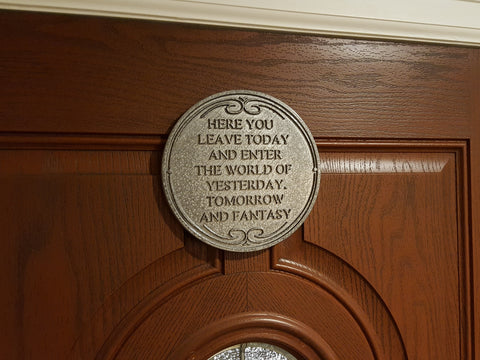 HERE YOU
LEAVE TODAY
AND ENTER
THE WORLD OF
YESTERDAY.
TOMORROW
AND FANTASY